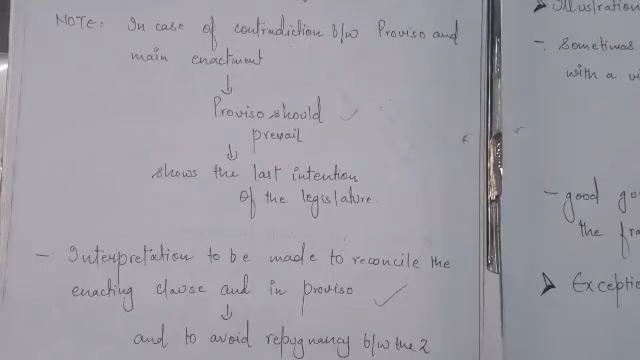 NOTE: In case of contradiction b/w Proviso and
main enactment
↓
Proviso should
prevail
↓
shows the last intention
of the legislature.
- Interpretation to be made to reconcile the
enacting clause and in proviso
↓
and to avoid repugnancy b/w the 2
➤ Illustration
- Sometimes
with a
- good
the
➤ Exceptio